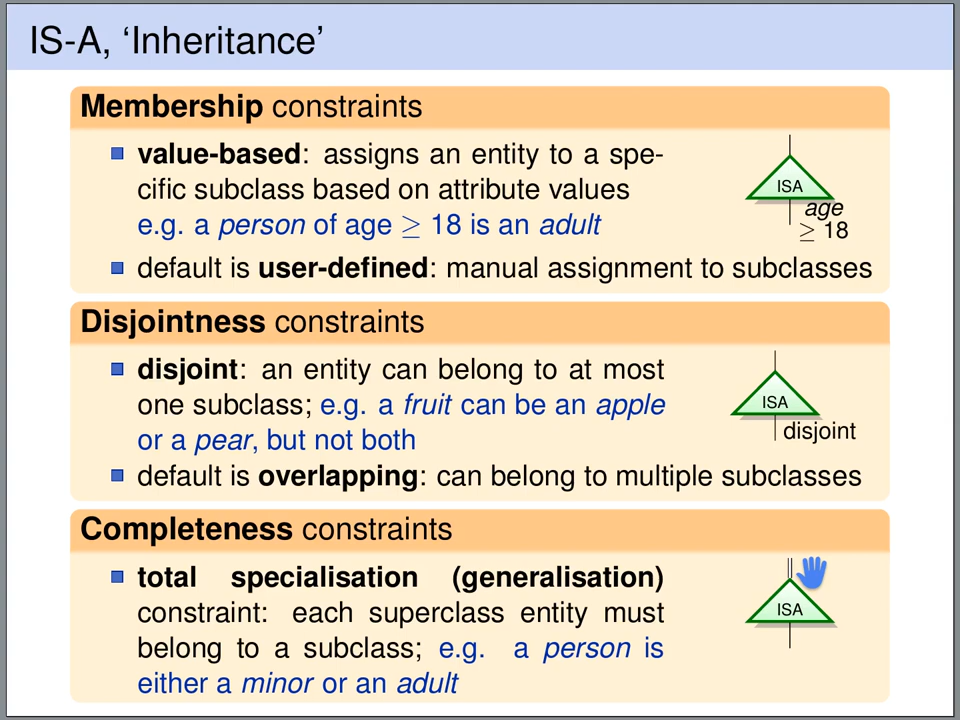 IS-A, ‘Inheritance’
Membership constraints
value-based: assigns an entity to a spe-
cific subclass based on attribute values
e.g. a person of age ≥ 18 is an adult
ISA
age
≥ 18
default is user-defined: manual assignment to subclasses
Disjointness constraints
disjoint: an entity can belong to at most
one subclass; e.g. a fruit can be an apple
or a pear, but not both
ISA
disjoint
default is overlapping: can belong to multiple subclasses
Completeness constraints
total specialisation (generalisation)
constraint: each superclass entity must
belong to a subclass; e.g. a person is
either a minor or an adult
ISA